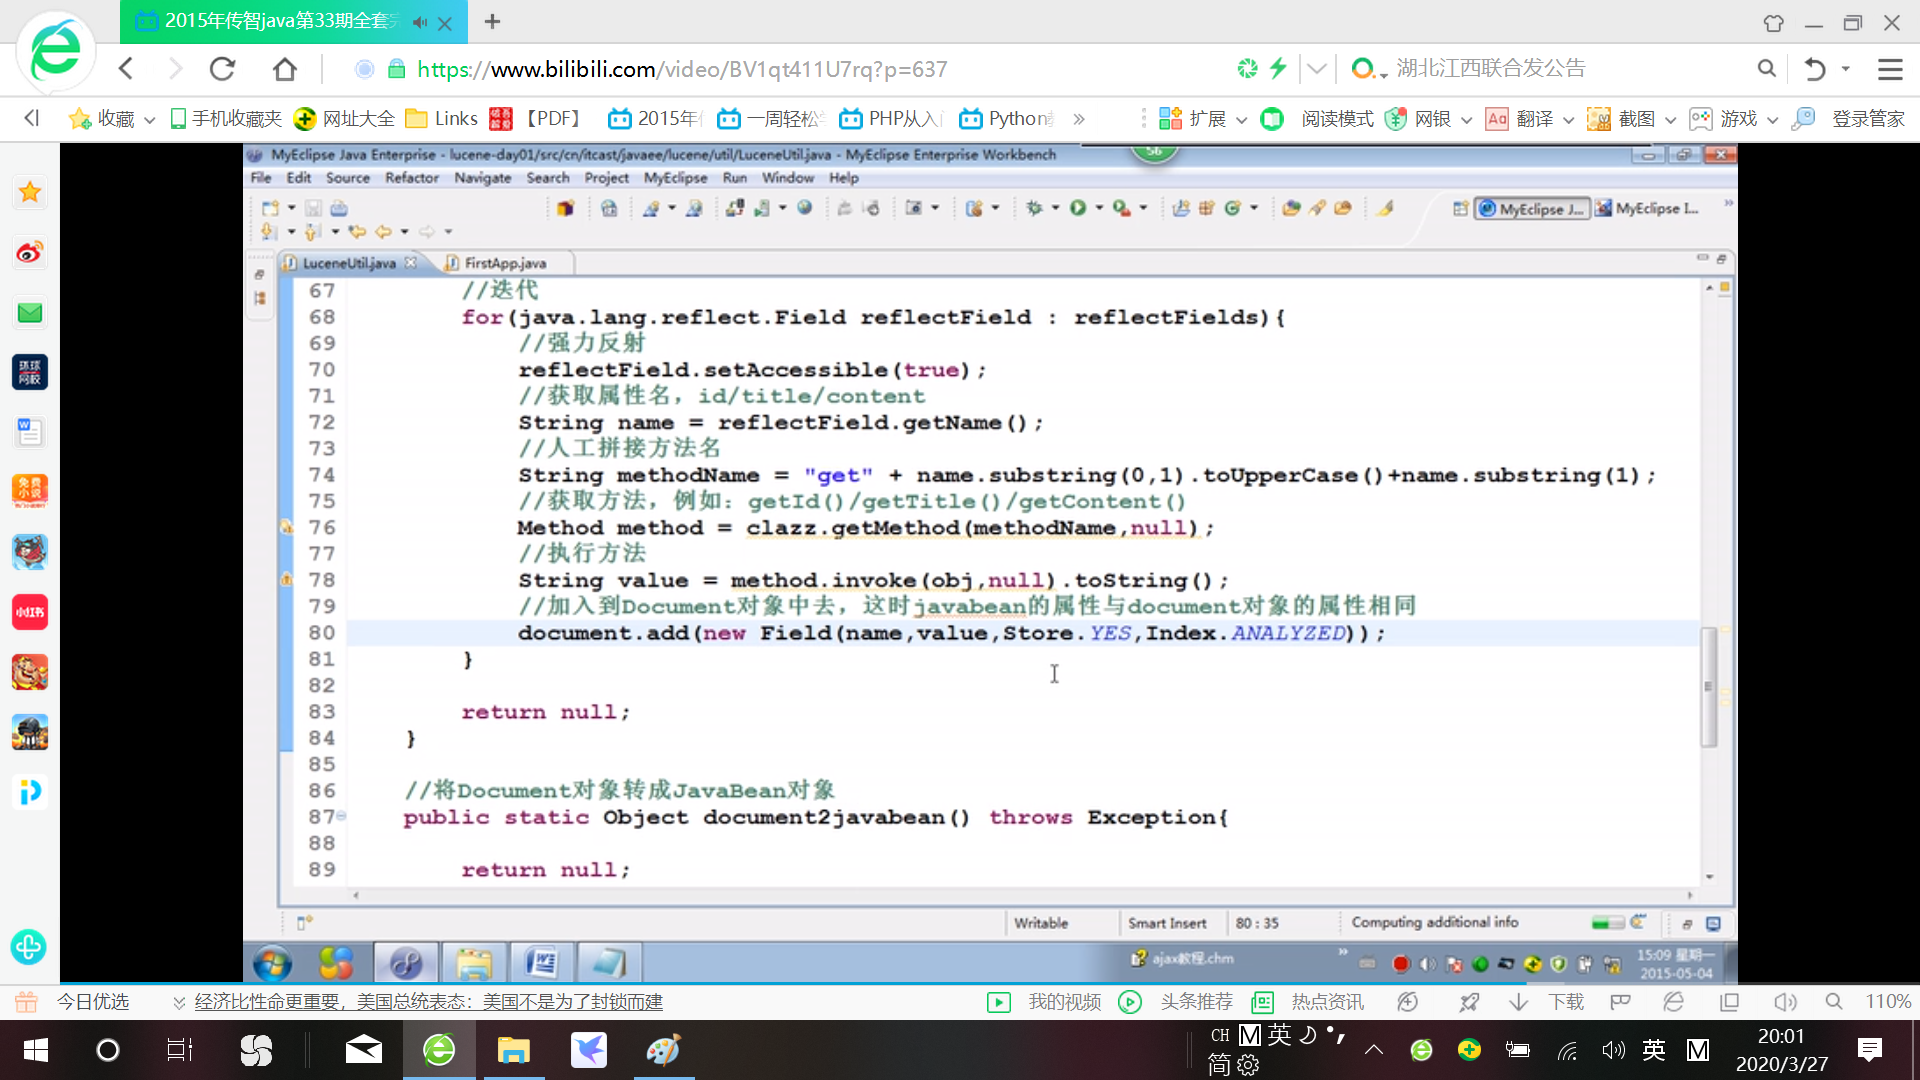 2015年传智java第33期全套
https://www.bilibili.com/video/BV1qt411U7rq?p=637
湖北江西联合发公告
收藏 手机收藏夹 网址大全 Links 【PDF】 2015年 一周轻松 PHP从入 Python » 扩展 阅读模式 网银 翻译 截图 游戏 登录管家
MyEclipse Java Enterprise - lucene-day01/src/cn/itcast/javaee/lucene/util/LuceneUtil.java - MyEclipse Enterprise Workbench
56
File Edit Source Refactor Navigate Search Project MyEclipse Run Window Help
MyEclipse J... MyEclipse I...
LuceneUtil.java FirstApp.java
67 //迭代
68 for(java.lang.reflect.Field reflectField : reflectFields){
69 //强力反射
70 reflectField.setAccessible(true);
71 //获取属性名，id/title/content
72 String name = reflectField.getName();
73 //人工拼接方法名
74 String methodName = "get" + name.substring(0,1).toUpperCase()+name.substring(1);
75 //获取方法，例如：getId()/getTitle()/getContent()
76 Method method = clazz.getMethod(methodName,null);
77 //执行方法
78 String value = method.invoke(obj,null).toString();
79 //加入到Document对象中去，这时javabean的属性与document对象的属性相同
80 document.add(new Field(name,value,Store.YES,Index.ANALYZED));
81 }
82
83 return null;
84 }
85
86 //将Document对象转成JavaBean对象
87 public static Object document2javabean() throws Exception{
88
89 return null;
Writable Smart Insert 80 : 35 Computing additional info
ajax教程.chm
15:09 星期一
2015-05-04
环球
网校
免费
小说
小红书
今日优选 经济比性命更重要，美国总统表态：美国不是为了封锁而建 我的视频 头条推荐 热点资讯 下载 110%
CH M 英
简
英 M
20:01
2020/3/27